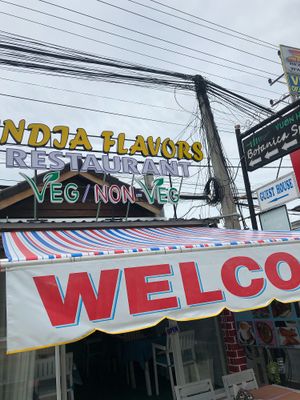 INDIA FLAVORS
RESTAURANT
VEG/NON-VEG
Botanica
GUEST HOUSE
WELCO